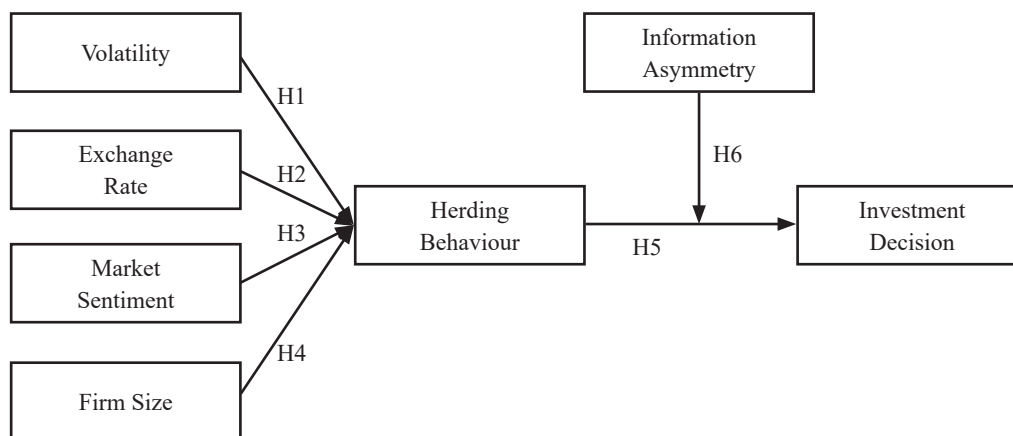 Volatility
Information
Asymmetry
H1
Exchange
Rate
H2
H6
Herding
Behaviour
Investment
Decision
H3
H5
Market
Sentiment
H4
Firm Size